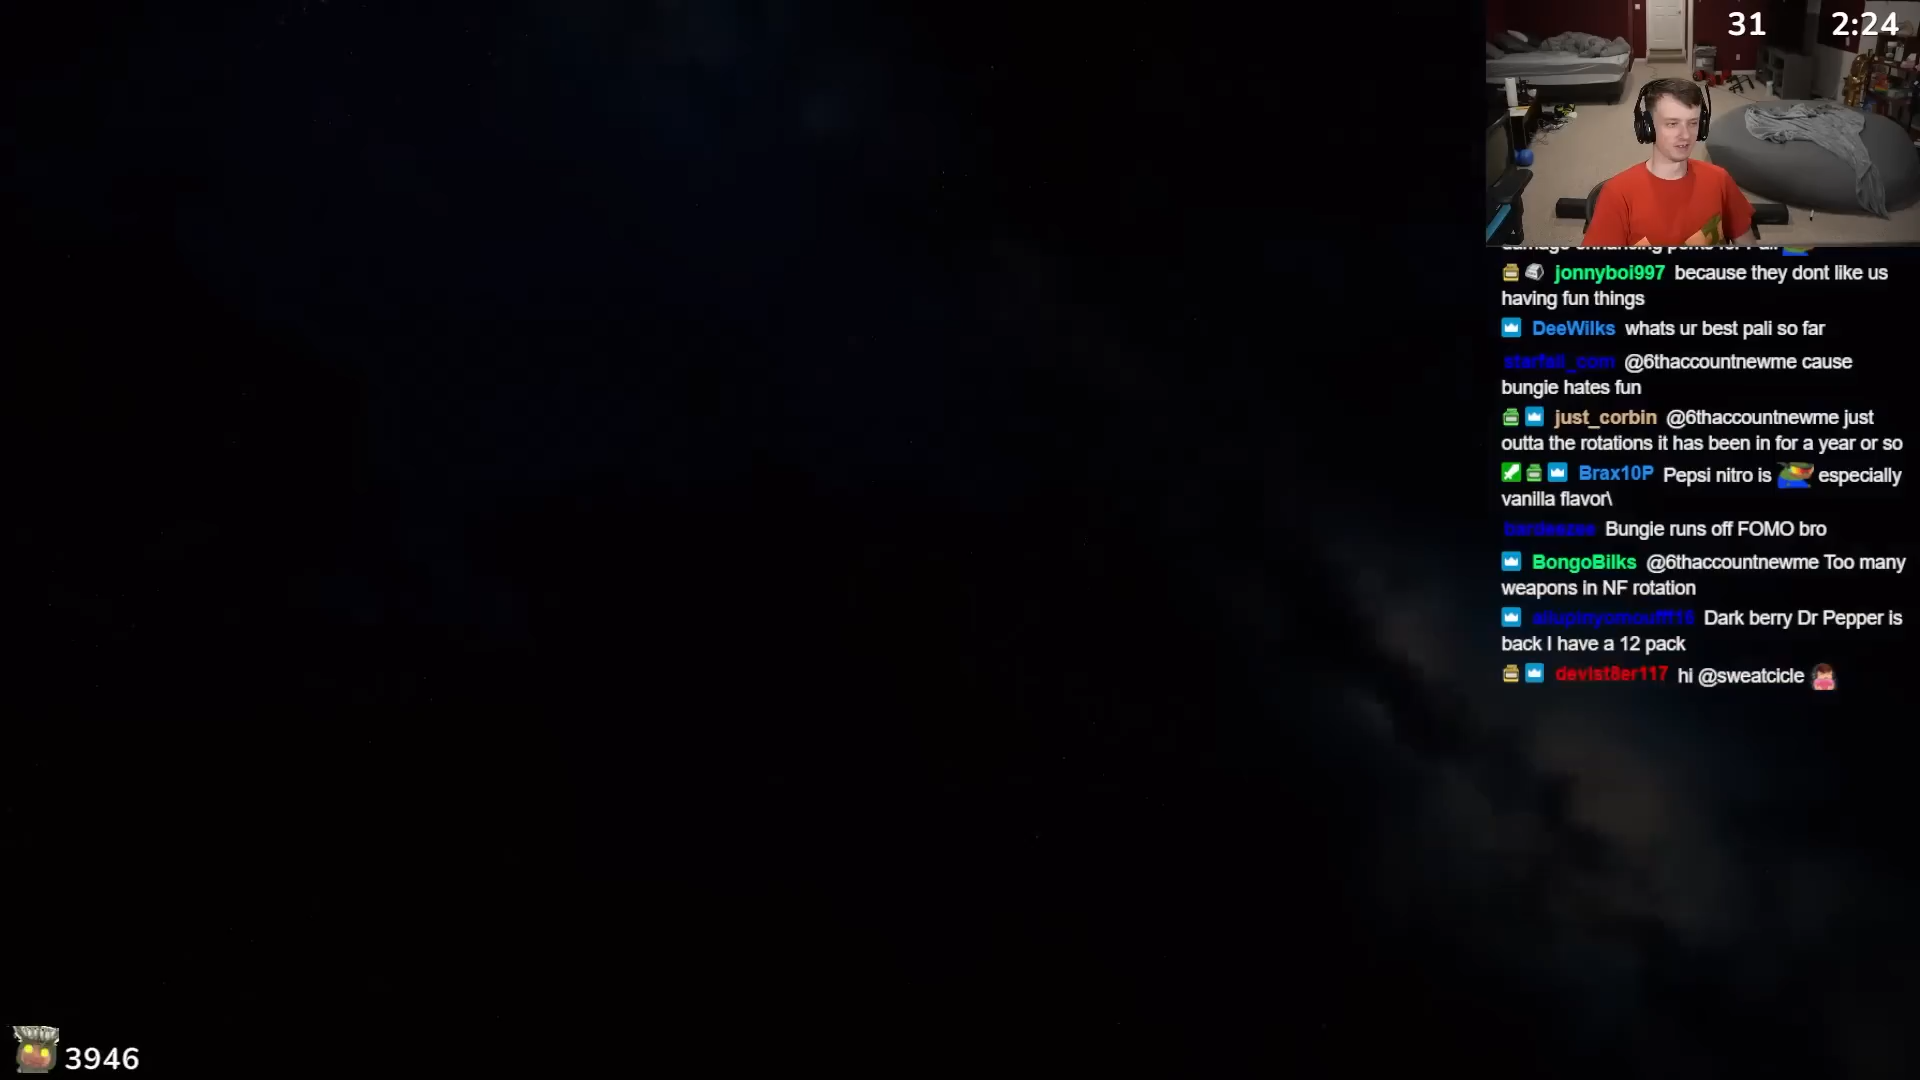 31 2:24
jonnyboi997 because they dont like us
having fun things
DeeWilks whats ur best pali so far
starfall_com @6thaccountnewme cause
bungie hates fun
just_corbin @6thaccountnewme just
outta the rotations it has been in for a year or so
Brax10P Pepsi nitro is especially
vanilla flavor\
Bungie runs off FOMO bro
BongoBilks @6thaccountnewme Too many
weapons in NF rotation
Dark berry Dr Pepper is
back I have a 12 pack
devist8er117 hi @sweatcicle
3946